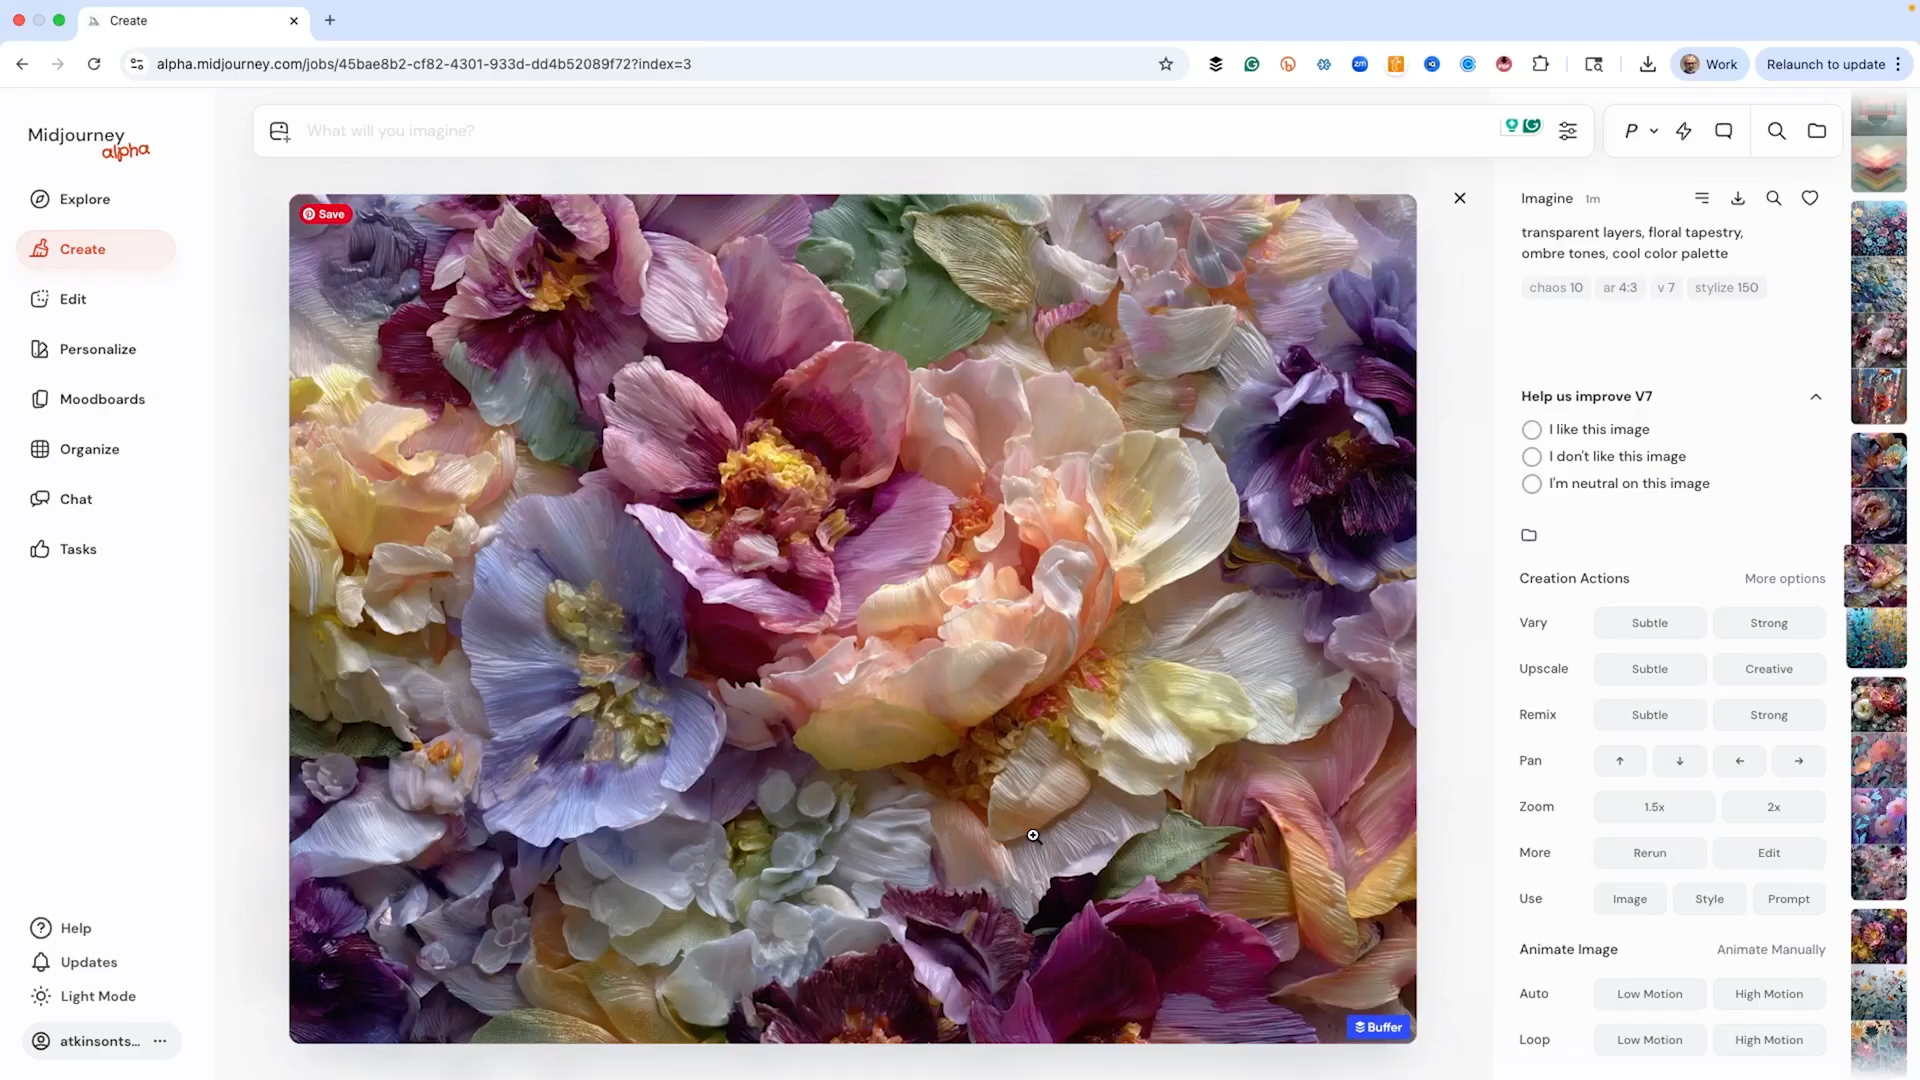 Create
alpha.midjourney.com/jobs/45bae8b2-cf82-4301-933d-dd4b52089f72?index=3
Work
Relaunch to update
Midjourney
alpha
What will you imagine?
Explore
Create
Edit
Personalize
Moodboards
Organize
Chat
Tasks
Help
Updates
Light Mode
atkinsonts...
Save
Buffer
Imagine 1m
transparent layers, floral tapestry,
ombre tones, cool color palette
chaos 10 ar 4:3 v 7 stylize 150
Help us improve V7
I like this image
I don't like this image
I'm neutral on this image
Creation Actions More options
Vary Subtle Strong
Upscale Subtle Creative
Remix Subtle Strong
Pan
Zoom 1.5x 2x
More Rerun Edit
Use Image Style Prompt
Animate Image Animate Manually
Auto Low Motion High Motion
Loop Low Motion High Motion